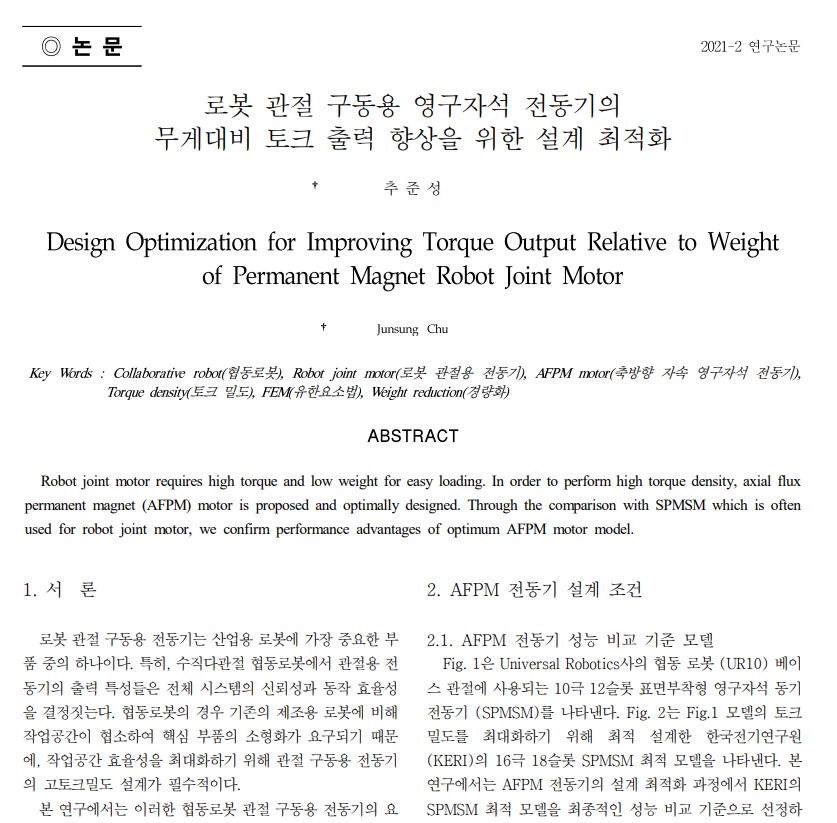 ◎ 논 문
2021-2 연구논문
로봇 관절 구동용 영구자석 전동기의
무게대비 토크 출력 향상을 위한 설계 최적화
† 추 준 성
Design Optimization for Improving Torque Output Relative to Weight
of Permanent Magnet Robot Joint Motor
† Junsung Chu
Key Words : Collaborative robot(협동로봇), Robot joint motor(로봇 관절용 전동기), AFPM motor(축방향 자속 영구자석 전동기),
Torque density(토크 밀도), FEM(유한요소법), Weight reduction(경량화)
ABSTRACT
Robot joint motor requires high torque and low weight for easy loading. In order to perform high torque density, axial flux
permanent magnet (AFPM) motor is proposed and optimally designed. Through the comparison with SPMSM which is often
used for robot joint motor, we confirm performance advantages of optimum AFPM motor model.
1. 서 론
로봇 관절 구동용 전동기는 산업용 로봇에 가장 중요한 부
품 중의 하나이다. 특히, 수직다관절 협동로봇에서 관절용 전
동기의 출력 특성들은 전체 시스템의 신뢰성과 동작 효율성
을 결정짓는다. 협동로봇의 경우 기존의 제조용 로봇에 비해
작업공간이 협소하여 핵심 부품의 소형화가 요구되기 때문
에, 작업공간 효율성을 최대화하기 위해 관절 구동용 전동기
의 고토크밀도 설계가 필수적이다.
본 연구에서는 이러한 협동로봇 관절 구동용 전동기의 요
2. AFPM 전동기 설계 조건
2.1. AFPM 전동기 성능 비교 기준 모델
Fig. 1은 Universal Robotics사의 협동 로봇 (UR10) 베이
스 관절에 사용되는 10극 12슬롯 표면부착형 영구자석 동기
전동기 (SPMSM)를 나타낸다. Fig. 2는 Fig.1 모델의 토크
밀도를 최대화하기 위해 최적 설계한 한국전기연구원
(KERI)의 16극 18슬롯 SPMSM 최적 모델을 나타낸다. 본
연구에서는 AFPM 전동기의 설계 최적화 과정에서 KERI의
SPMSM 최적 모델을 최종적인 성능 비교 기준으로 선정하